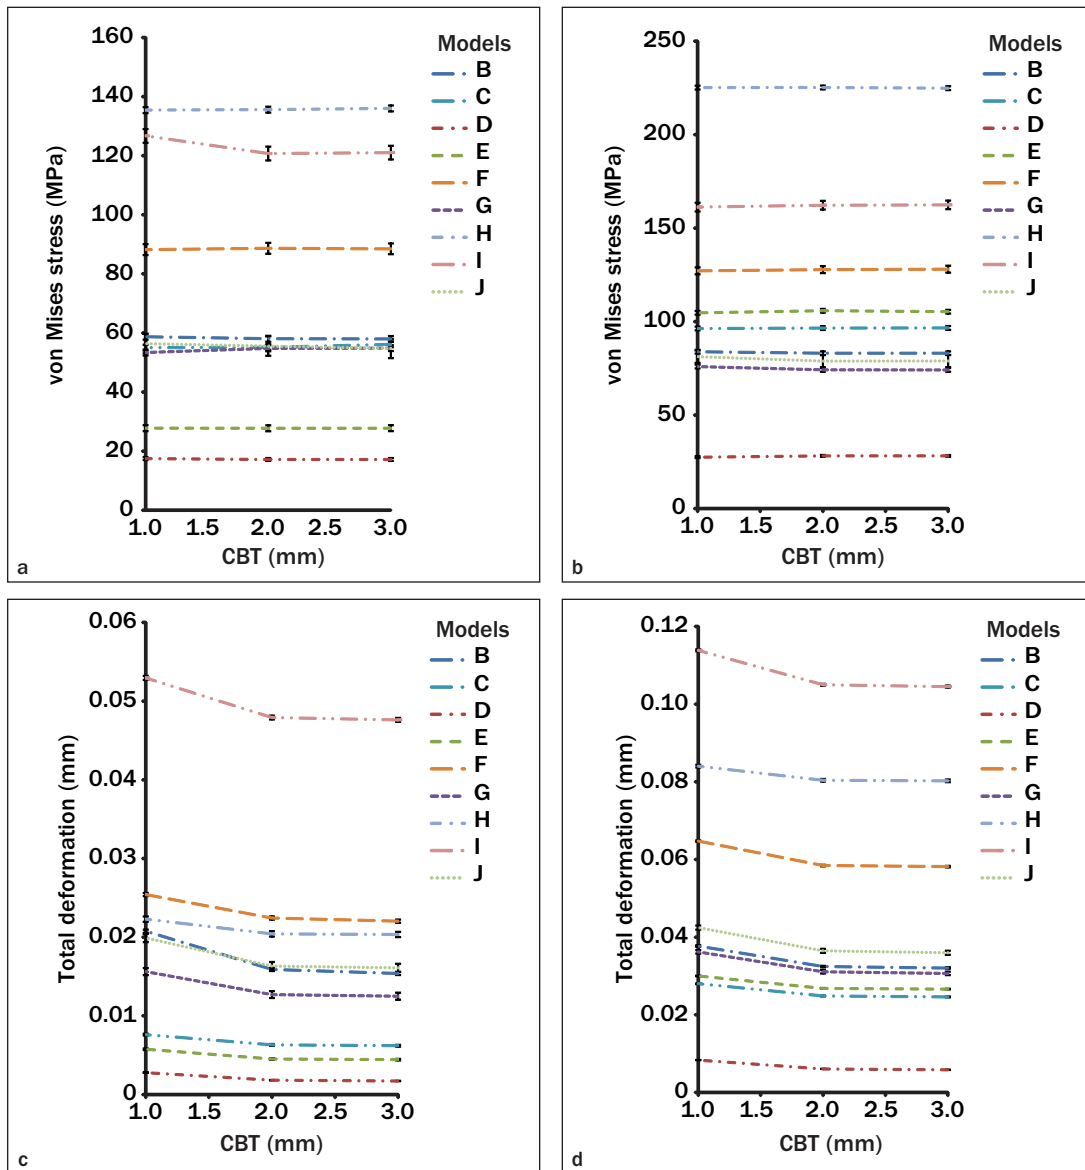 160
140
120
100
80
60
40
20
0
von Mises stress (MPa)
1.0 1.5 2.0 2.5 3.0
CBT (mm)
Models
B
C
D
E
F
G
H
I
J
a
250
200
150
100
50
0
von Mises stress (MPa)
1.0 1.5 2.0 2.5 3.0
CBT (mm)
Models
B
C
D
E
F
G
H
I
J
b
0.06
0.05
0.04
0.03
0.02
0.01
0
Total deformation (mm)
1.0 1.5 2.0 2.5 3.0
CBT (mm)
Models
B
C
D
E
F
G
H
I
J
c
0.12
0.10
0.08
0.06
0.04
0.02
0
Total deformation (mm)
1.0 1.5 2.0 2.5 3.0
CBT (mm)
Models
B
C
D
E
F
G
H
I
J
d